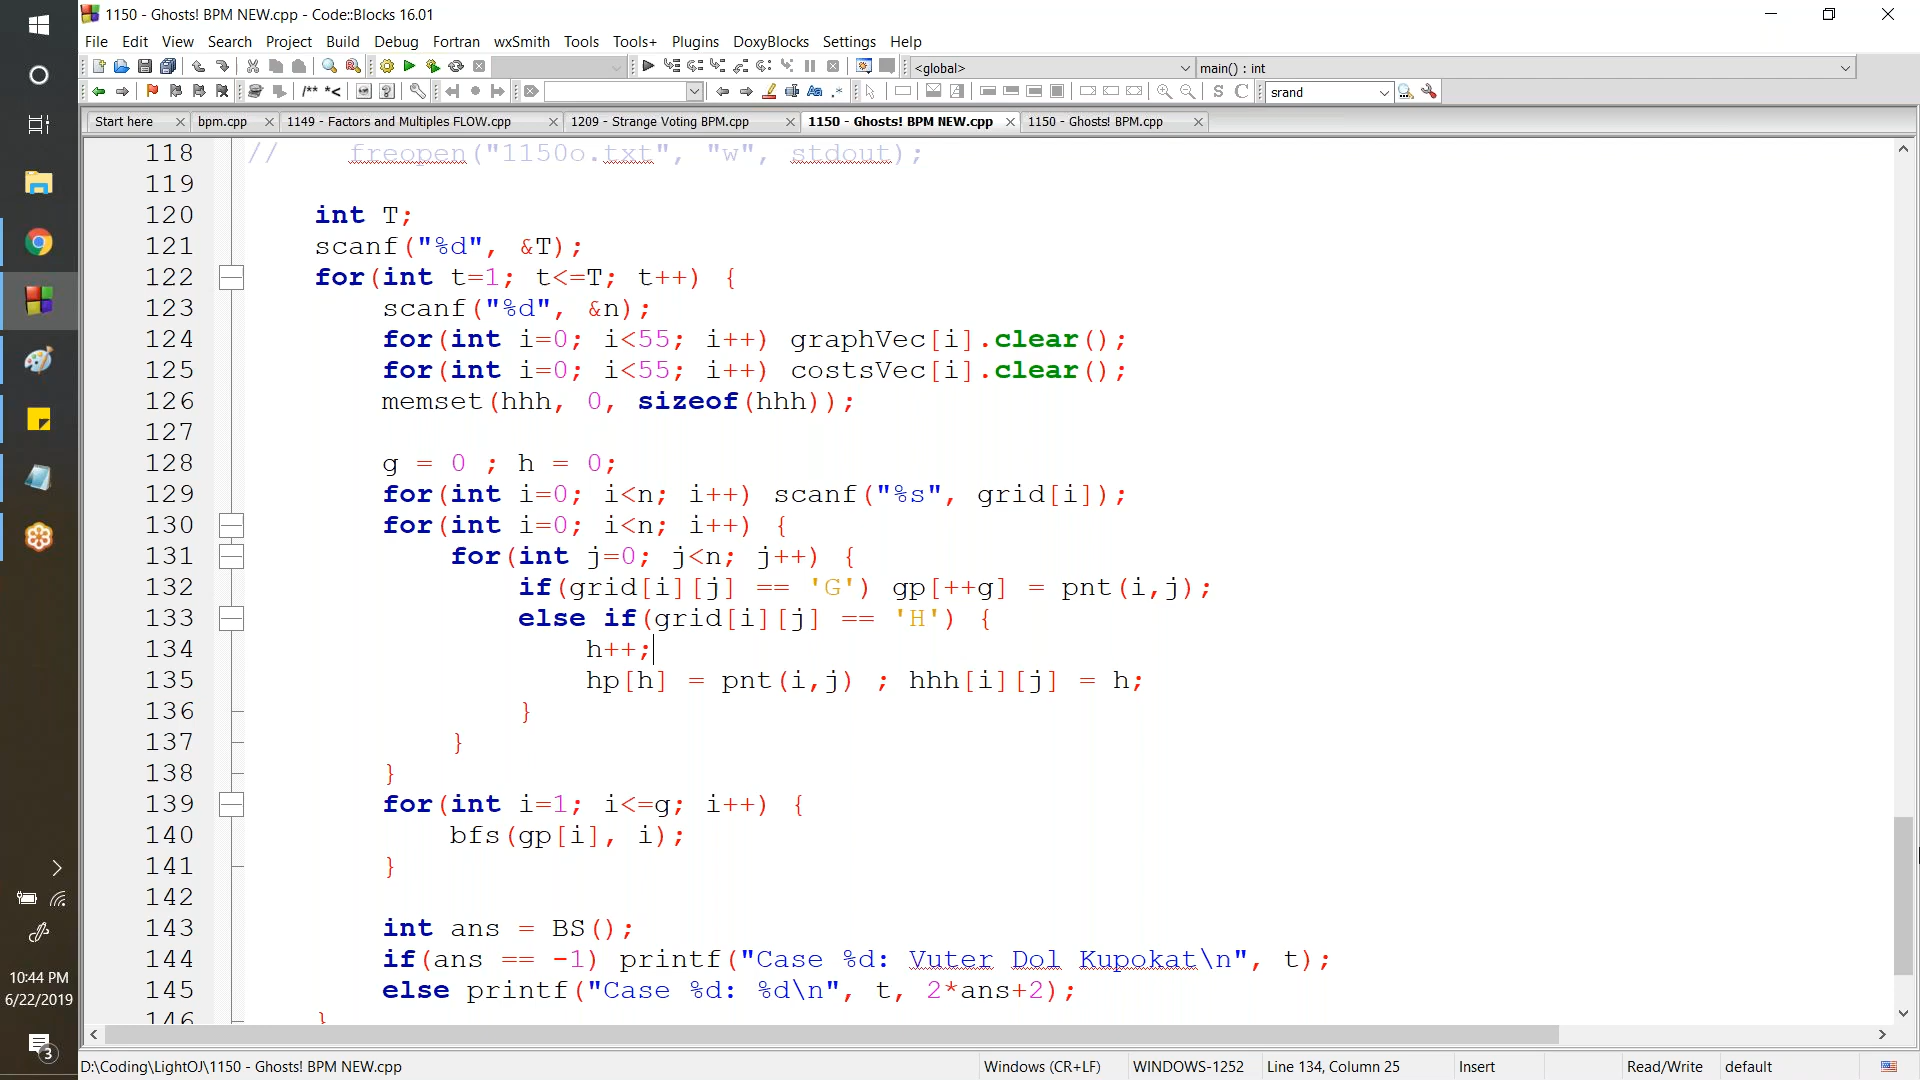 1150 - Ghosts! BPM NEW.cpp - Code::Blocks 16.01
File Edit View Search Project Build Debug Fortran wxSmith Tools Tools+ Plugins DoxyBlocks Settings Help
<global> main() : int
/** *< srand
Start here bpm.cpp 1149 - Factors and Multiples FLOW.cpp 1209 - Strange Voting BPM.cpp 1150 - Ghosts! BPM NEW.cpp 1150 - Ghosts! BPM.cpp
118 // freopen("1150o.txt", "w", stdout);
119
120 int T;
121 scanf("%d", &T);
122 for(int t=1; t<=T; t++) {
123 scanf("%d", &n);
124 for(int i=0; i<55; i++) graphVec[i].clear();
125 for(int i=0; i<55; i++) costsVec[i].clear();
126 memset(hhh, 0, sizeof(hhh));
127
128 g = 0 ; h = 0;
129 for(int i=0; i<n; i++) scanf("%s", grid[i]);
130 for(int i=0; i<n; i++) {
131 for(int j=0; j<n; j++) {
132 if(grid[i][j] == 'G') gp[++g] = pnt(i,j);
133 else if(grid[i][j] == 'H') {
134 h++;
135 hp[h] = pnt(i,j) ; hhh[i][j] = h;
136 }
137 }
138 }
139 for(int i=1; i<=g; i++) {
140 bfs(gp[i], i);
141 }
142
143 int ans = BS();
144 if(ans == -1) printf("Case %d: Vuter Dol Kupokat\n", t);
145 else printf("Case %d: %d\n", t, 2*ans+2);
146 }
10:44 PM
6/22/2019
3
D:\Coding\LightOJ\1150 - Ghosts! BPM NEW.cpp Windows (CR+LF) WINDOWS-1252 Line 134, Column 25 Insert Read/Write default